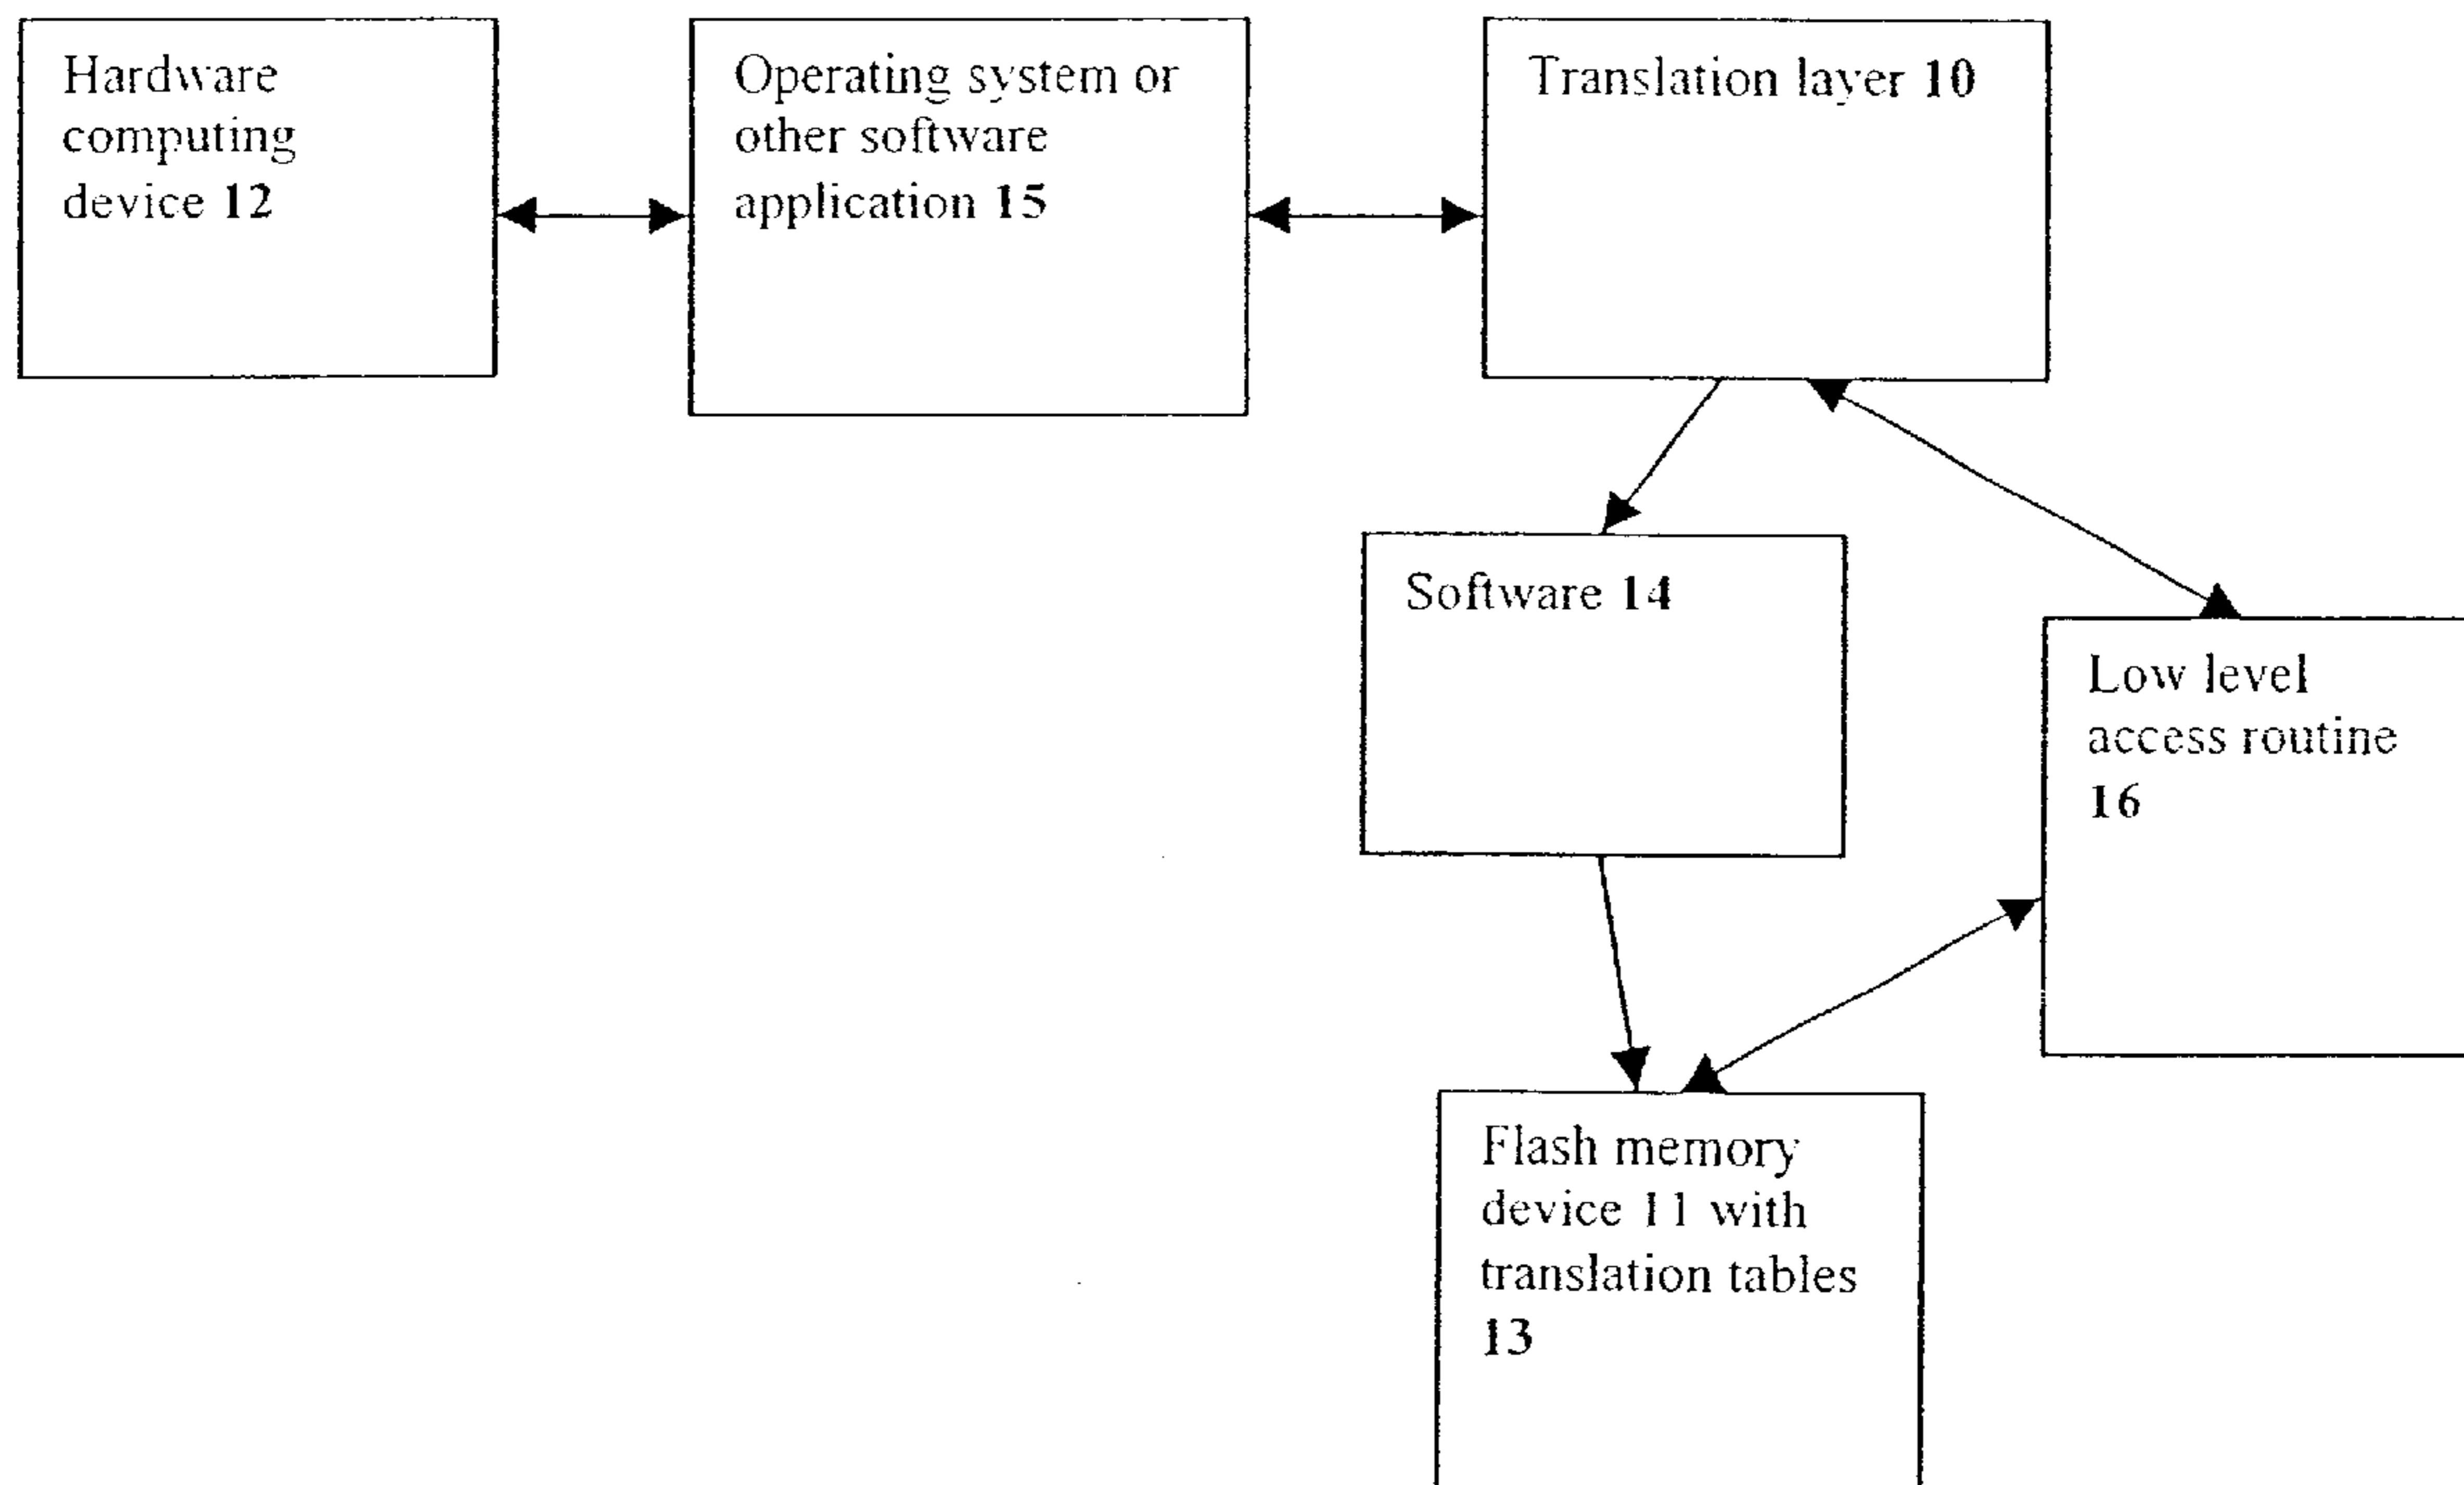 Hardware
computing
device 12
Operating system or
other software
application 15
Translation layer 10
Software 14
Low level
access routine
16
Flash memory
device 11 with
translation tables
13